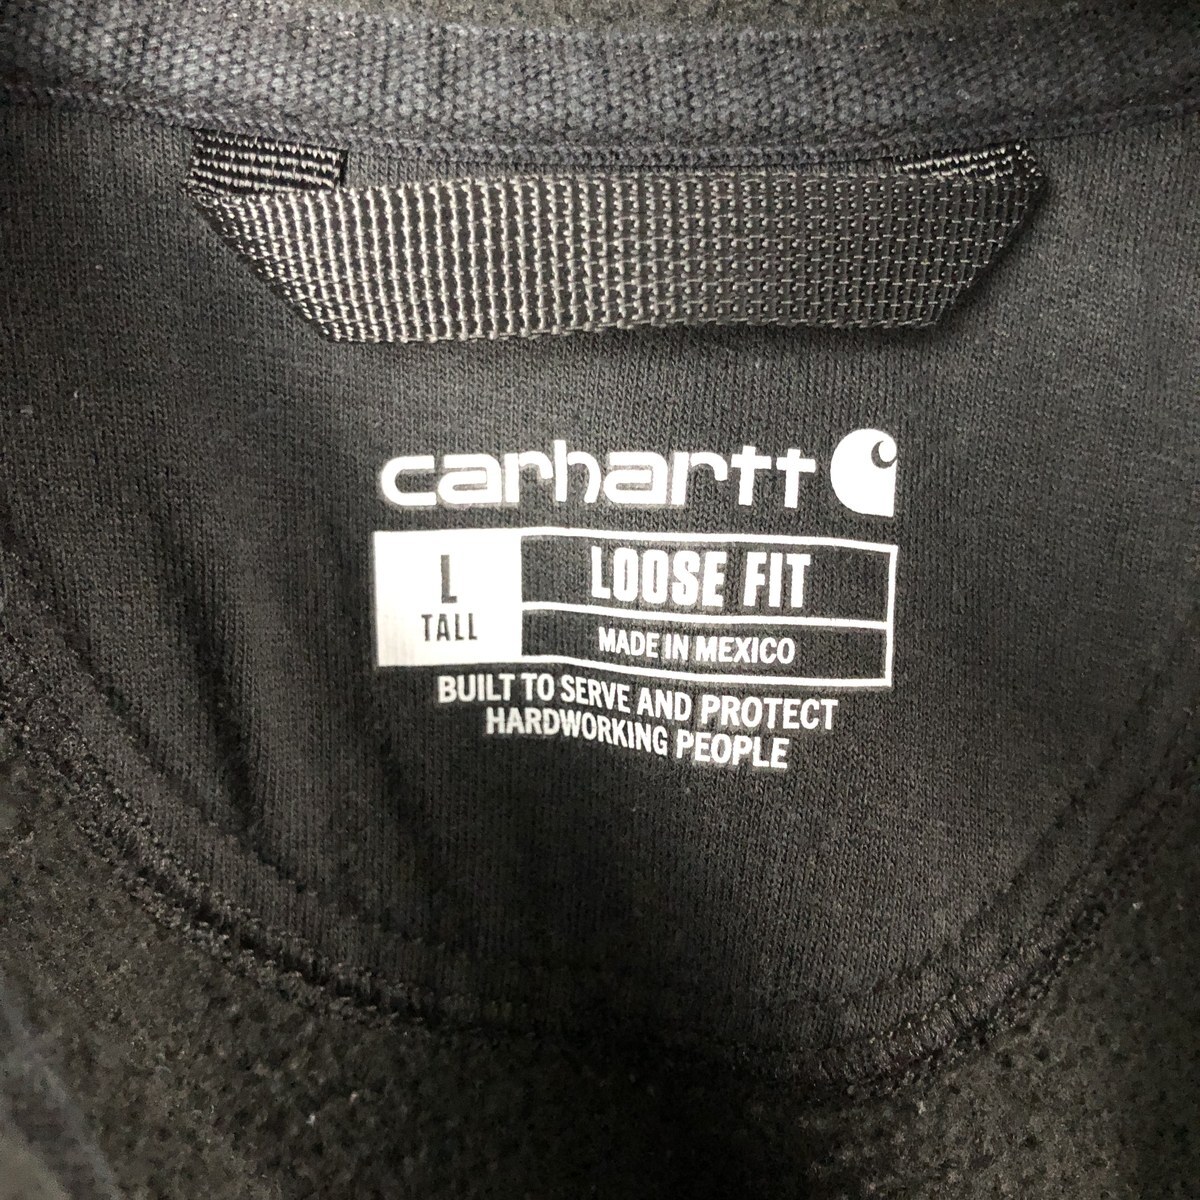 carhartt
L
TALL
LOOSE FIT
MADE IN MEXICO
BUILT TO SERVE AND PROTECT
HARDWORKING PEOPLE